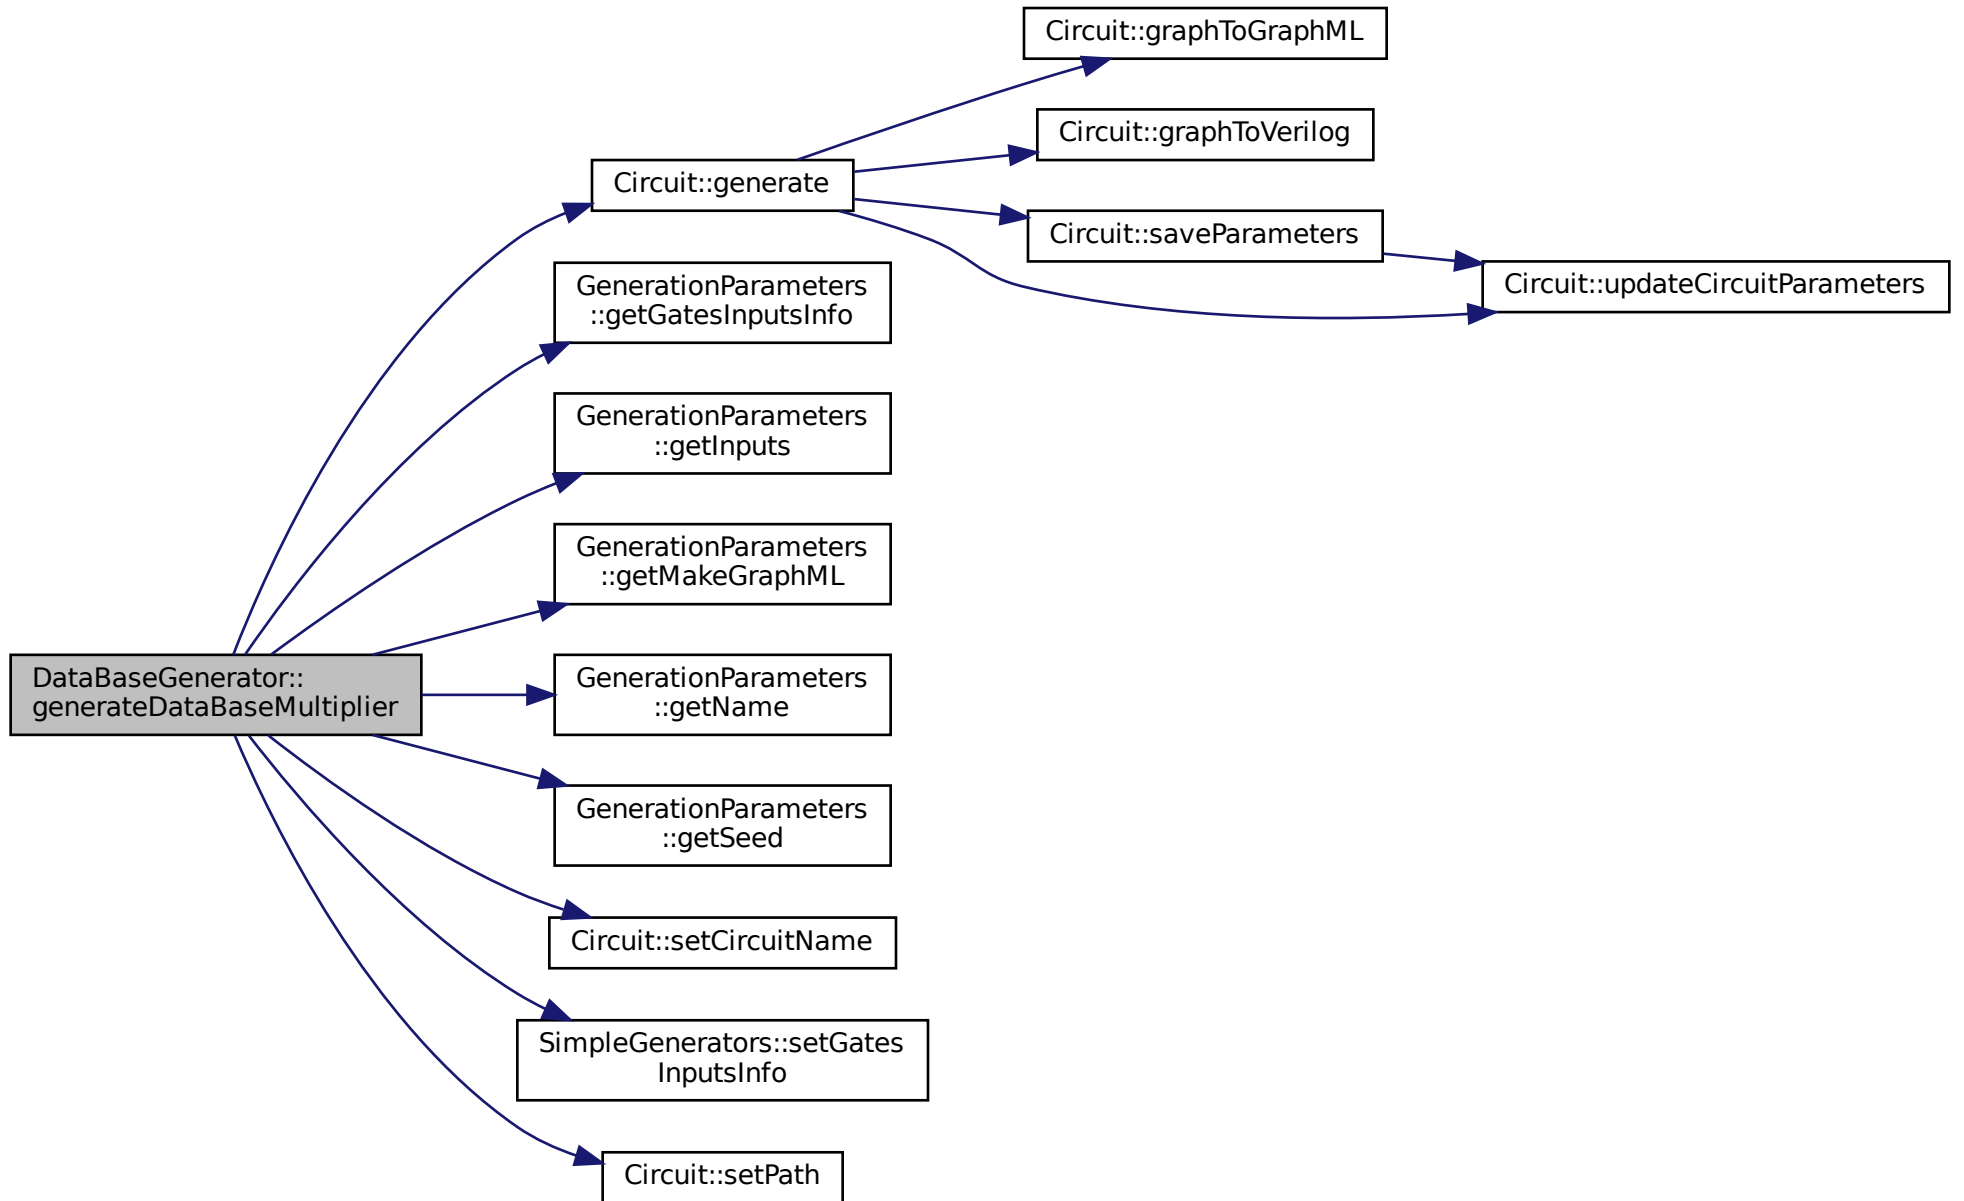 Circuit::graphToGraphML
Circuit::graphToVerilog
Circuit::generate
Circuit::saveParameters
Circuit::updateCircuitParameters
GenerationParameters
::getGatesInputsInfo
GenerationParameters
::getInputs
GenerationParameters
::getMakeGraphML
DataBaseGenerator::
generateDataBaseMultiplier
GenerationParameters
::getName
GenerationParameters
::getSeed
Circuit::setCircuitName
SimpleGenerators::setGates
InputsInfo
Circuit::setPath